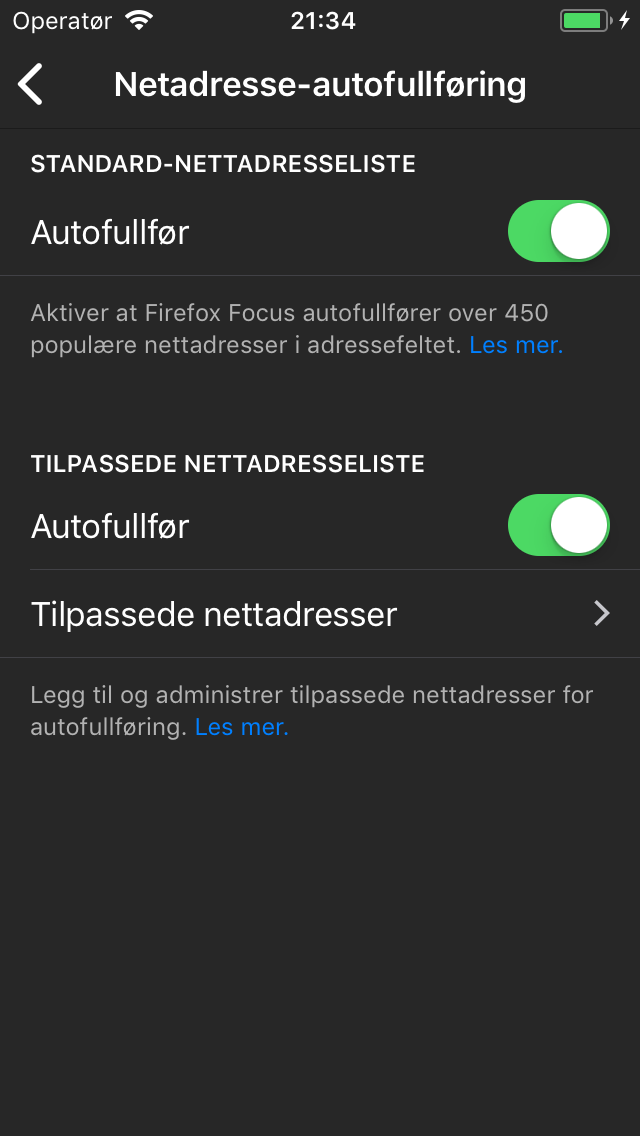 Operatør
21:34
Netadresse-autofullføring
STANDARD-NETTADRESSELISTE
Autofullfør
Aktiver at Firefox Focus autofullfører over 450
populære nettadresser i adressefeltet. Les mer.
TILPASSEDE NETTADRESSELISTE
Autofullfør
Tilpassede nettadresser
Legg til og administrer tilpassede nettadresser for
autofullføring. Les mer.